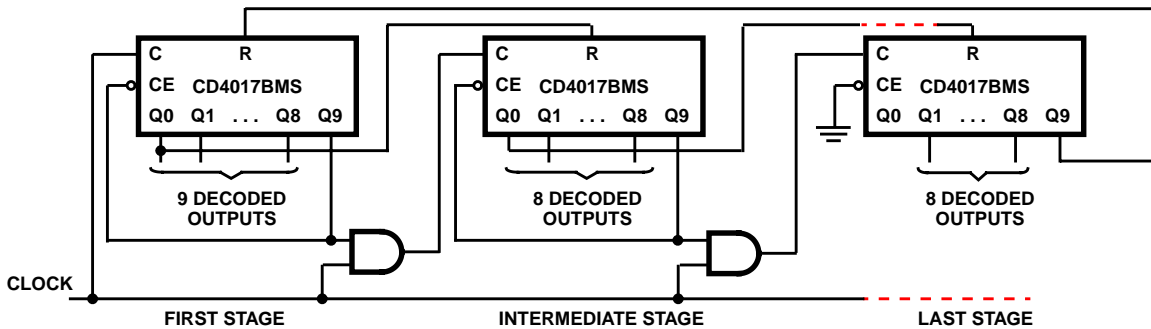 C R
CE CD4017BMS
Q0 Q1 . . . Q8 Q9
9 DECODED
OUTPUTS
C R
CE CD4017BMS
Q0 Q1 . . . Q8 Q9
8 DECODED
OUTPUTS
C R
CE CD4017BMS
Q0 Q1 . . . Q8 Q9
8 DECODED
OUTPUTS
CLOCK
FIRST STAGE
INTERMEDIATE STAGE
LAST STAGE